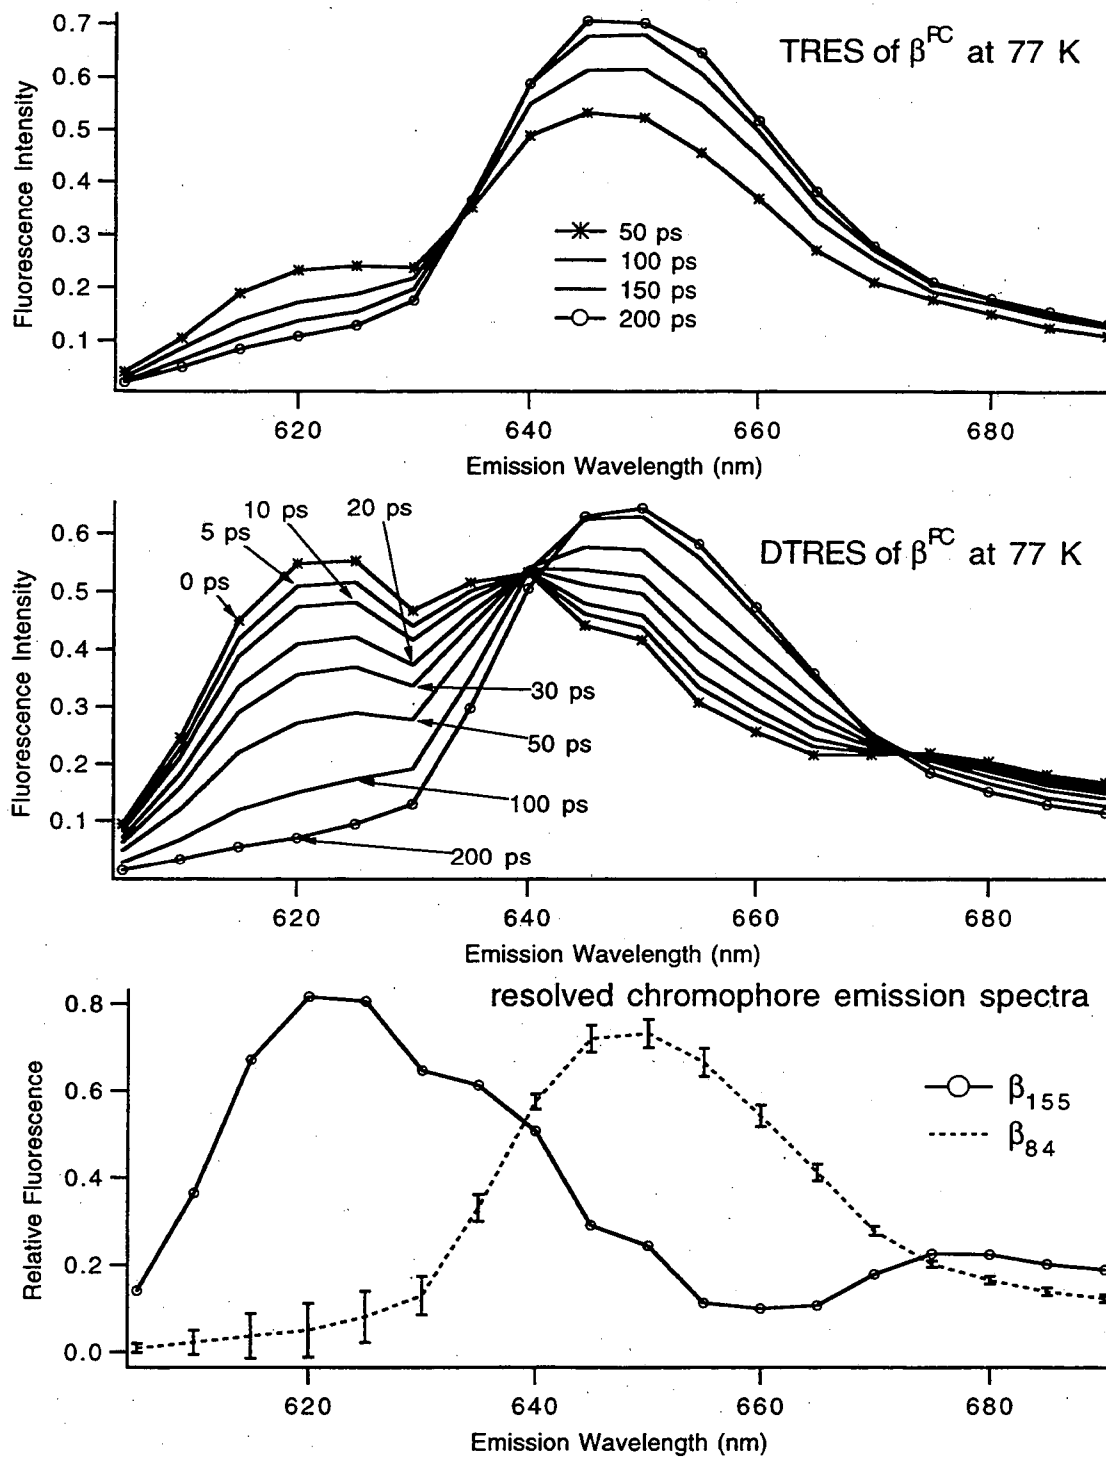 TRES of β^PC at 77 K
0.7
0.6
0.5
0.4
0.3
0.2
0.1
Fluorescence Intensity
50 ps
100 ps
150 ps
200 ps
620 640 660 680
Emission Wavelength (nm)
DTRES of β^PC at 77 K
0.6
0.5
0.4
0.3
0.2
0.1
Fluorescence Intensity
0 ps
5 ps
10 ps
20 ps
30 ps
50 ps
100 ps
200 ps
620 640 660 680
Emission Wavelength (nm)
resolved chromophore emission spectra
0.8
0.6
0.4
0.2
0.0
Relative Fluorescence
β155
β84
620 640 660 680
Emission Wavelength (nm)